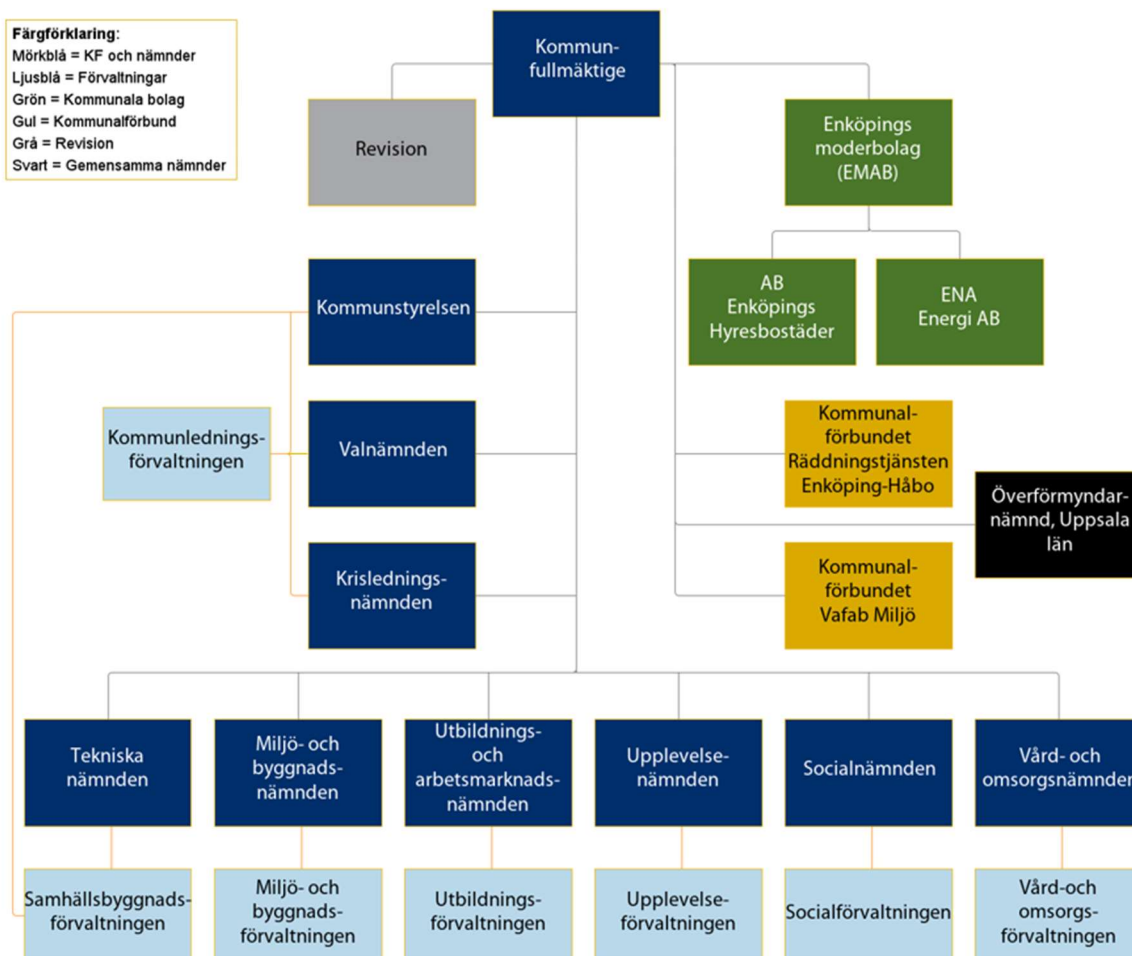 Färgförklaring:
Mörkblå = KF och nämnder
Ljusblå = Förvaltningar
Grön = Kommunala bolag
Gul = Kommunalförbund
Grå = Revision
Svart = Gemensamma nämnder
Kommun-
fullmäktige
Revision
Enköpings
moderbolag
(EMAB)
AB
Enköpings
Hyresbostäder
ENA
Energi AB
Kommunstyrelsen
Kommunlednings-
förvaltningen
Valnämnden
Krislednings-
nämnden
Kommunal-
förbundet
Räddningstjänsten
Enköping-Håbo
Överförmyndar-
nämnd, Uppsala
län
Kommunal-
förbundet
Vafab Miljö
Tekniska
nämnden
Miljö- och
byggnads-
nämnden
Utbildnings-
och
arbetsmarknads-
nämnden
Upplevelse-
nämnden
Socialnämnden
Vård- och
omsorgsnämnden
Samhällsbyggnads-
förvaltningen
Miljö- och
byggnads-
förvaltningen
Utbildnings-
förvaltningen
Upplevelse-
förvaltningen
Socialförvaltningen
Vård-och
omsorgs-
förvaltningen